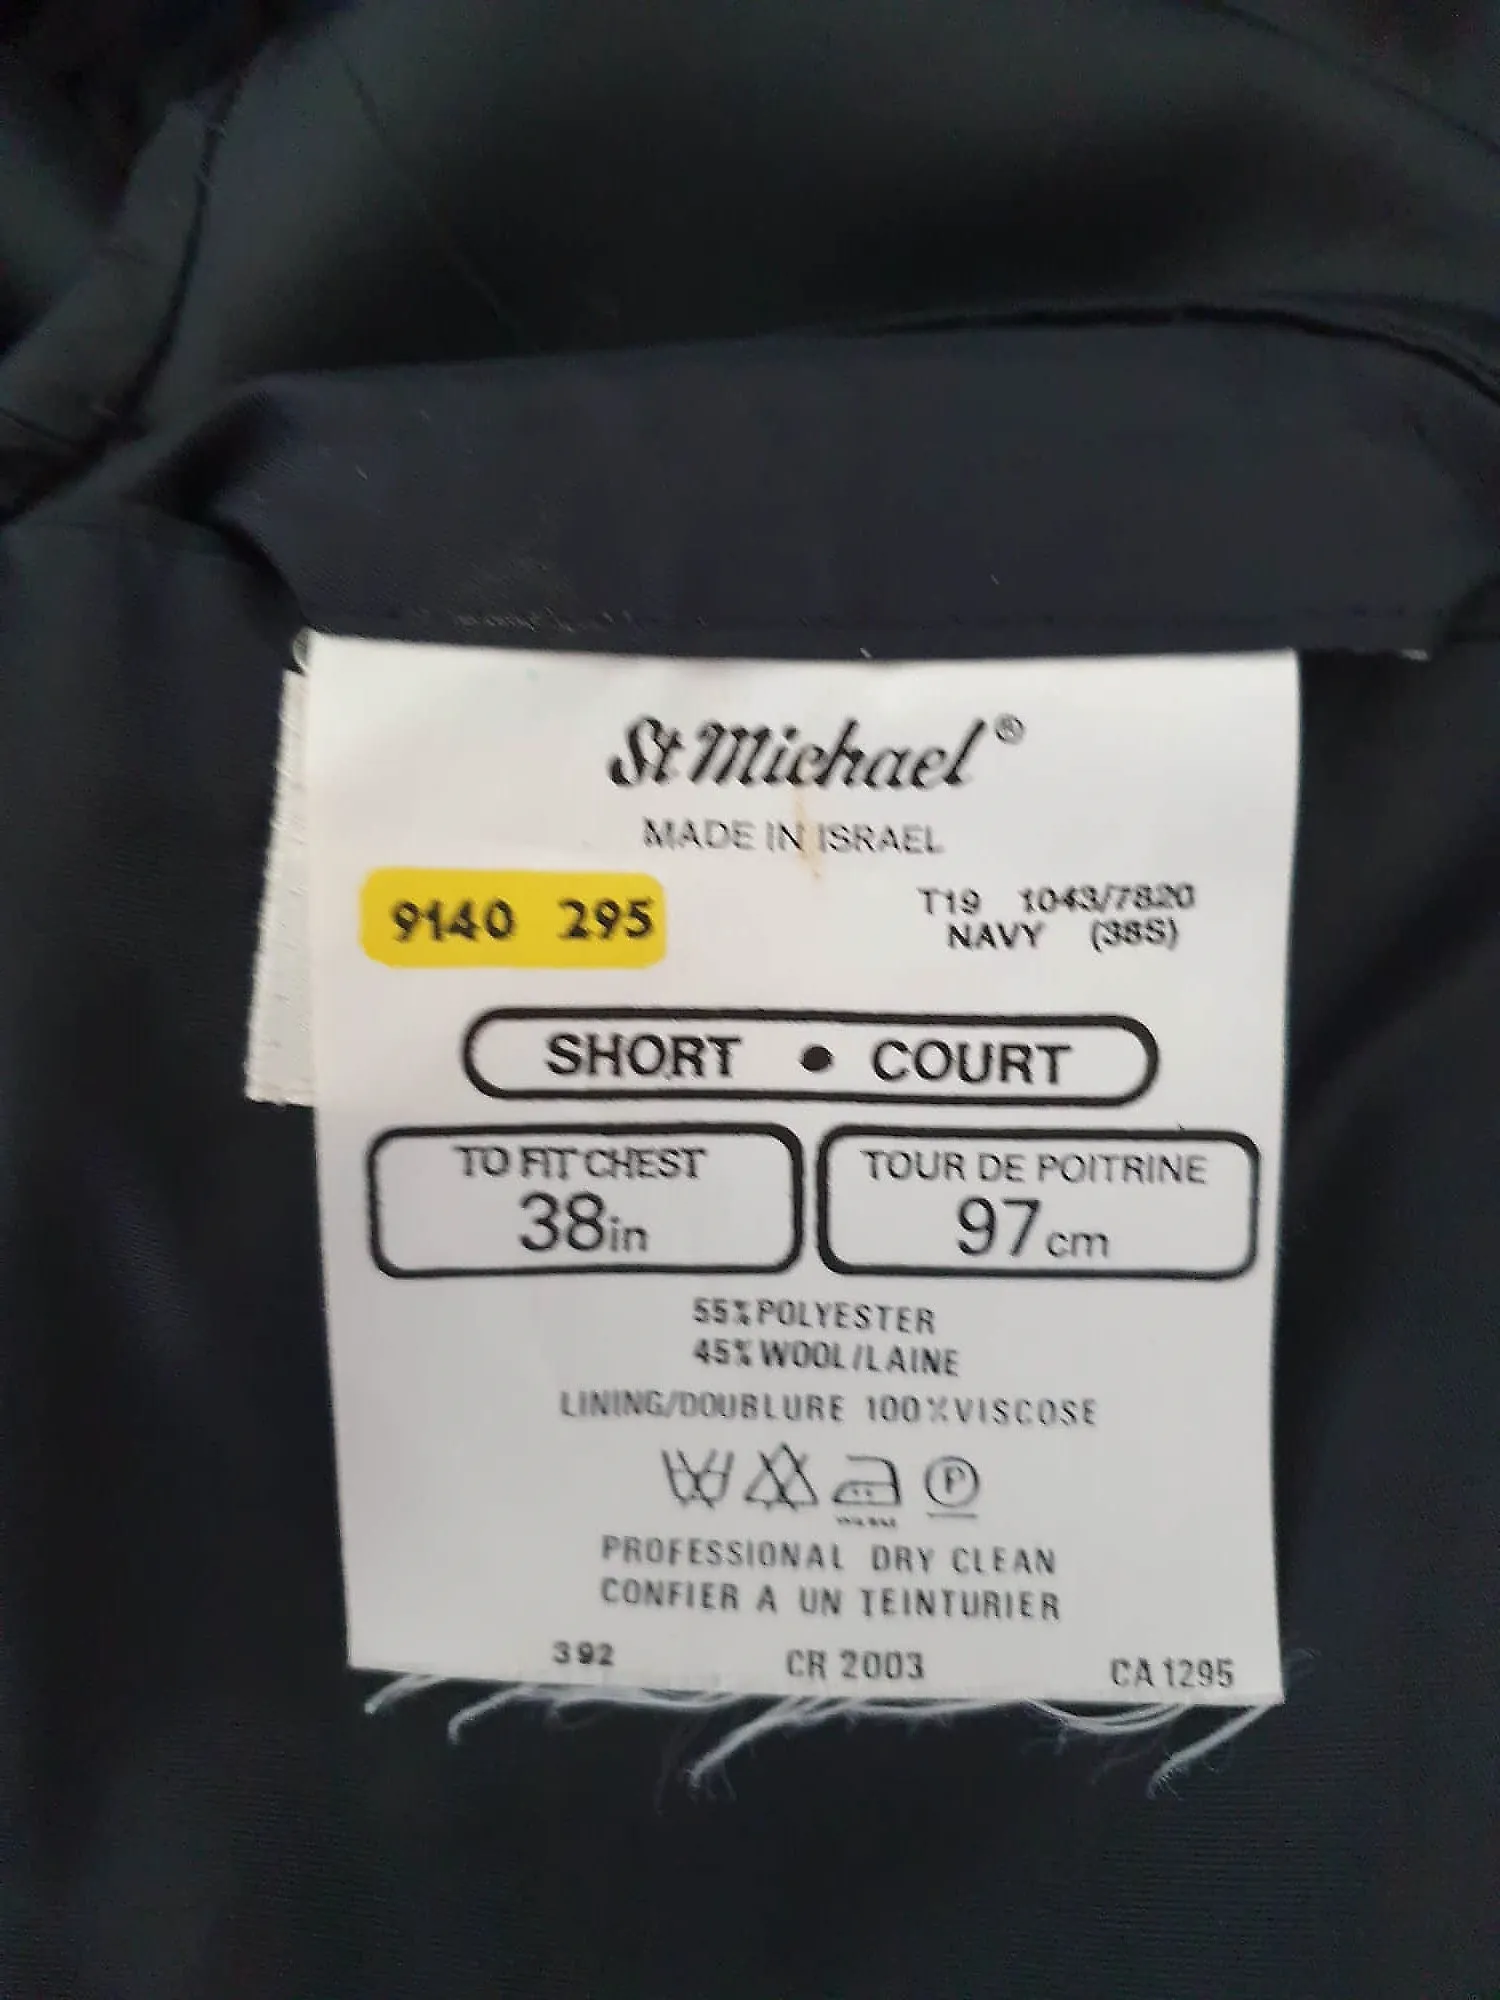 St Michael®
MADE IN ISRAEL
9140 295
T19 1043/7820
NAVY (38S)
SHORT • COURT
TO FIT CHEST
38in
TOUR DE POITRINE
97cm
55% POLYESTER
45% WOOL/LAINE
LINING/DOUBLURE 100% VISCOSE
P
PROFESSIONAL DRY CLEAN
CONFIER A UN TEINTURIER
392 CR 2003 CA 1295